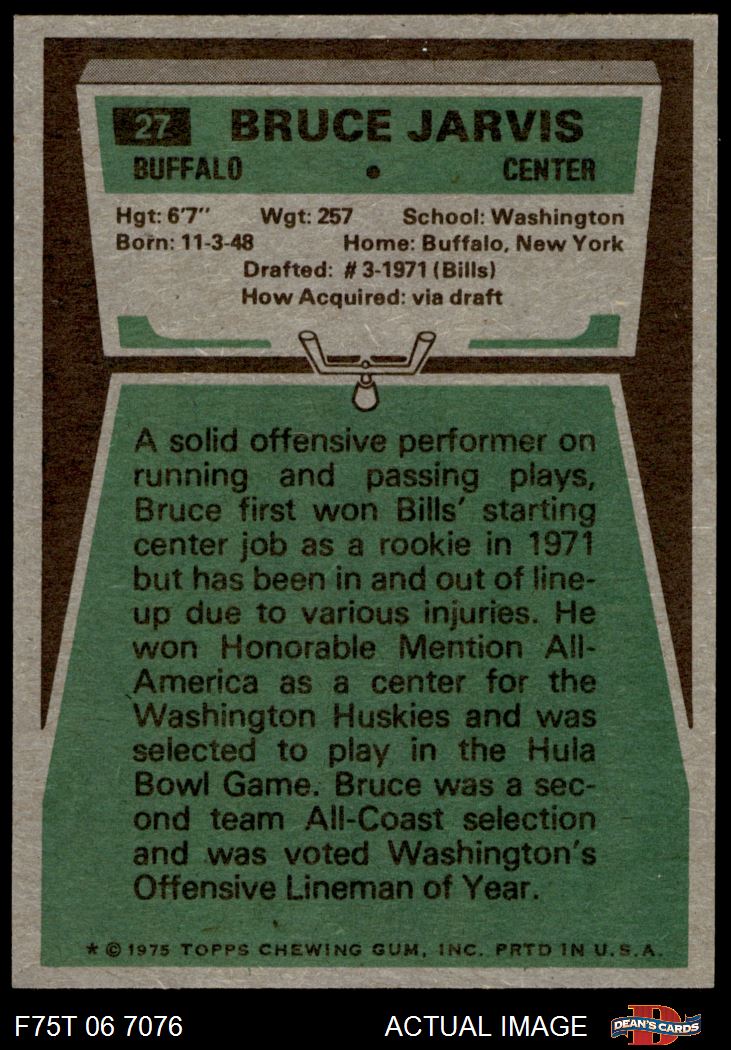 27 BRUCE JARVIS
BUFFALO • CENTER
Hgt: 6'7" Wgt: 257 School: Washington
Born: 11-3-48 Home: Buffalo, New York
Drafted: #3-1971 (Bills)
How Acquired: via draft
A solid offensive performer on
running and passing plays,
Bruce first won Bills' starting
center job as a rookie in 1971
but has been in and out of line-
up due to various injuries. He
won Honorable Mention All-
America as a center for the
Washington Huskies and was
selected to play in the Hula
Bowl Game. Bruce was a sec-
ond team All-Coast selection
and was voted Washington's
Offensive Lineman of Year.
* © 1975 TOPPS CHEWING GUM, INC. PRTD IN U.S.A.
F75T 06 7076 ACTUAL IMAGE D DEAN'S CARDS